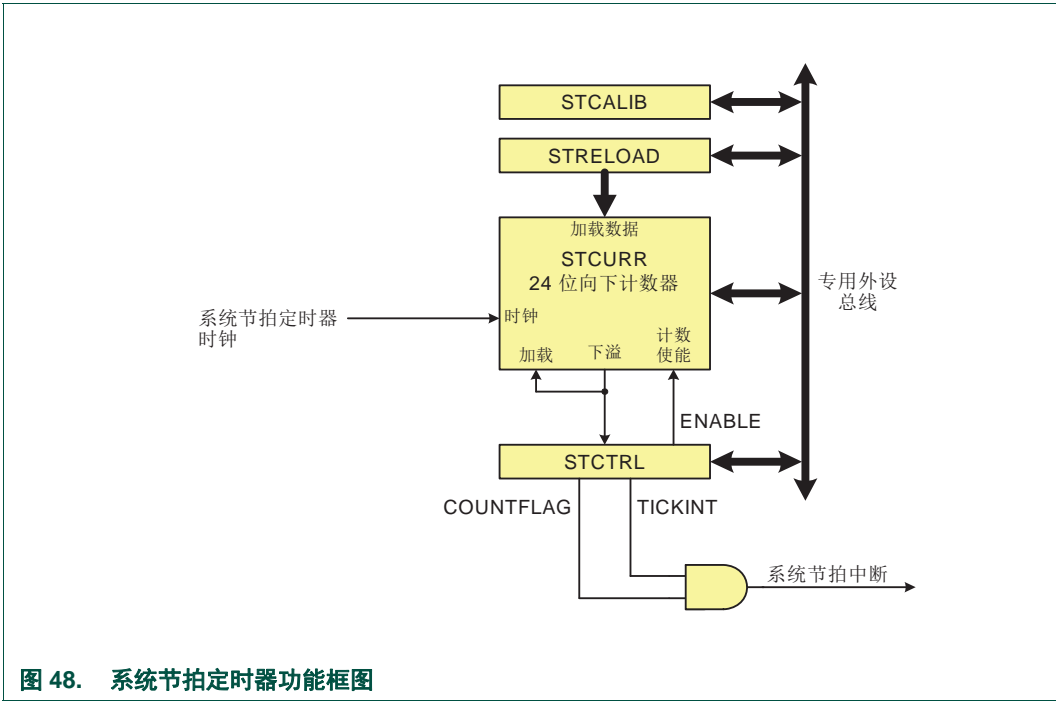 STCALIB
STRELOAD
加载数据
STCURR
24 位向下计数器
专用外设
总线
系统节拍定时器
时钟
时钟
计数
使能
加载
下溢
ENABLE
STCTRL
COUNTFLAG
TICKINT
系统节拍中断
图 48. 系统节拍定时器功能框图